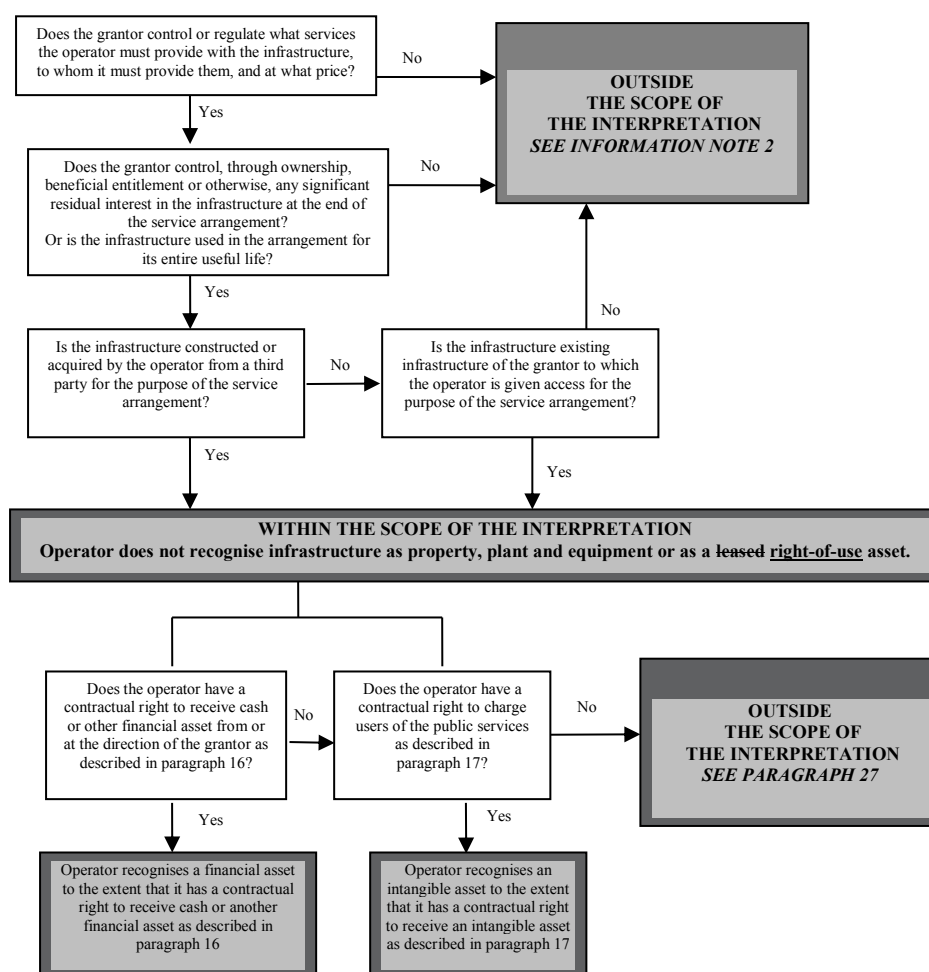 Does the grantor control or regulate what services
the operator must provide with the infrastructure,
to whom it must provide them, and at what price?
No
OUTSIDE
THE SCOPE OF
THE INTERPRETATION
SEE INFORMATION NOTE 2
Yes
Does the grantor control, through ownership,
beneficial entitlement or otherwise, any significant
residual interest in the infrastructure at the end of
the service arrangement?
Or is the infrastructure used in the arrangement for
its entire useful life?
No
Yes
No
Is the infrastructure constructed or
acquired by the operator from a third
party for the purpose of the service
arrangement?
No
Is the infrastructure existing
infrastructure of the grantor to which
the operator is given access for the
purpose of the service arrangement?
Yes
Yes
WITHIN THE SCOPE OF THE INTERPRETATION
Operator does not recognise infrastructure as property, plant and equipment or as a leased right-of-use asset.
Does the operator have a
contractual right to receive cash
or other financial asset from or
at the direction of the grantor as
described in paragraph 16?
No
Does the operator have a
contractual right to charge
users of the public services
as described in
paragraph 17?
No
OUTSIDE
THE SCOPE OF
THE INTERPRETATION
SEE PARAGRAPH 27
Yes
Yes
Operator recognises a financial asset
to the extent that it has a contractual
right to receive cash or another
financial asset as described in
paragraph 16
Operator recognises an
intangible asset to the extent
that it has a contractual right
to receive an intangible asset
as described in paragraph 17